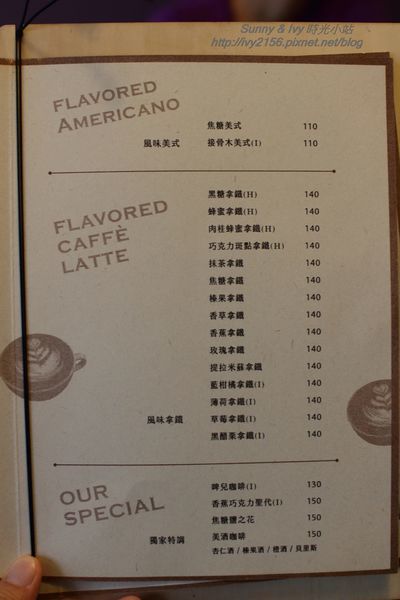 Sunny & Ivy 時光小站
http://ivy2156.pixnet.net/blog
FLAVORED
AMERICANO
焦糖美式 110
風味美式 接骨木美式(I) 110
FLAVORED
CAFFÈ
LATTE
黑糖拿鐵(H) 140
蜂蜜拿鐵(H) 140
肉桂蜂蜜拿鐵(H) 140
巧克力斑點拿鐵(H) 140
抹茶拿鐵 140
焦糖拿鐵 140
榛果拿鐵 140
香草拿鐵 140
香蕉拿鐵 140
玫瑰拿鐵 140
提拉米蘇拿鐵 140
藍柑橘拿鐵(I) 140
薄荷拿鐵(I) 140
風味拿鐵 草莓拿鐵(I) 140
黑醋栗拿鐵(I) 140
OUR
SPECIAL
啤兒咖啡(I) 130
香蕉巧克力聖代(I) 150
焦糖鹽之花 150
獨家特調 美酒咖啡 150
杏仁酒 / 榛果酒 / 橙酒 / 貝里斯